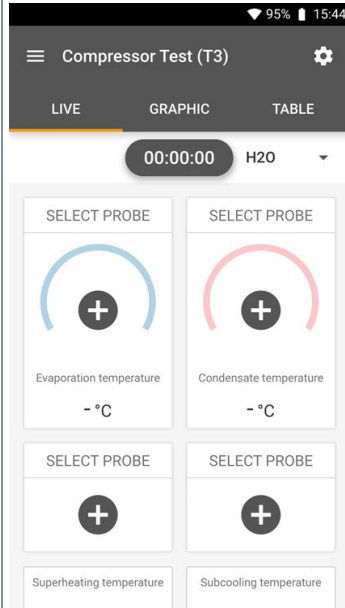 95% 15:44
Compressor Test (T3)
LIVE GRAPHIC TABLE
00:00:00 H2O
SELECT PROBE SELECT PROBE
Evaporation temperature Condensate temperature
- °C - °C
SELECT PROBE SELECT PROBE
Superheating temperature Subcooling temperature